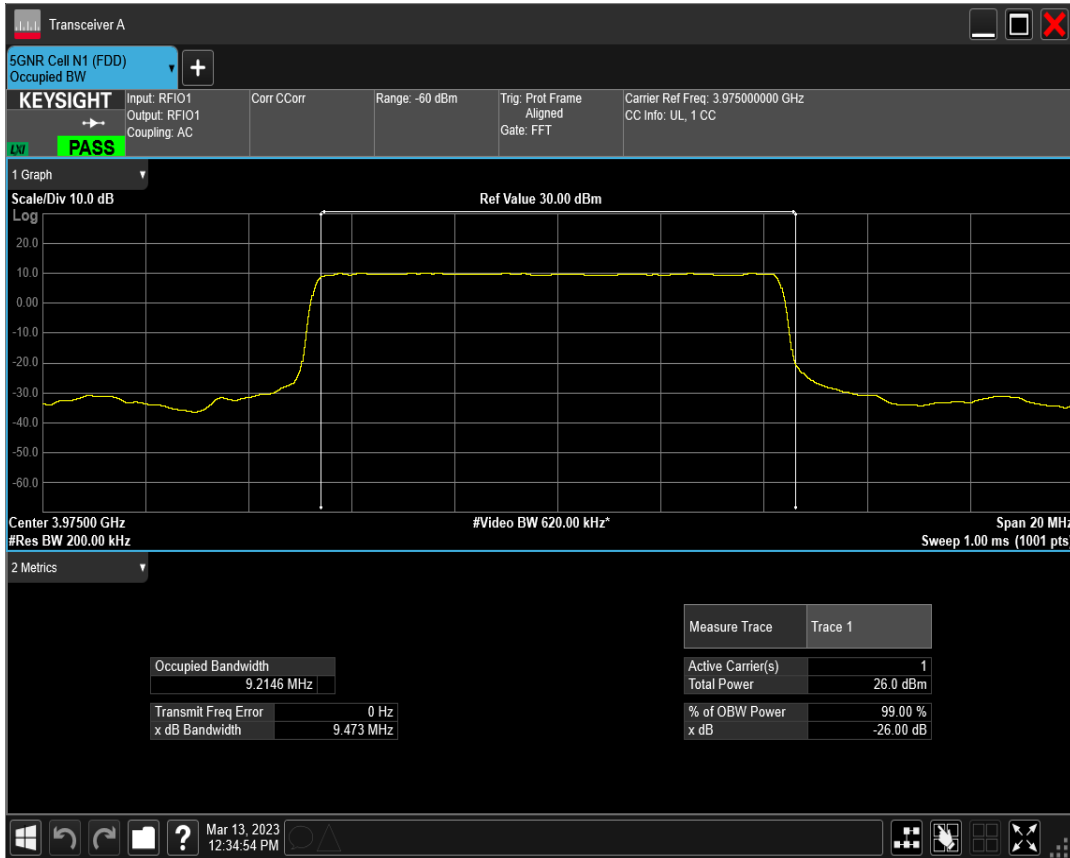 Transceiver A
5GNR Cell N1 (FDD)
Occupied BW
+
KEYSIGHT
LXI
PASS
Input: RFIO1
Output: RFIO1
Coupling: AC
Corr CCorr
Range: -60 dBm
Trig: Prot Frame
Aligned
Gate: FFT
Carrier Ref Freq: 3.975000000 GHz
CC Info: UL, 1 CC
1 Graph
Scale/Div 10.0 dB
Ref Value 30.00 dBm
Log
20.0
10.0
0.00
-10.0
-20.0
-30.0
-40.0
-50.0
-60.0
Center 3.97500 GHz
#Video BW 620.00 kHz*
Span 20 MHz
#Res BW 200.00 kHz
Sweep 1.00 ms (1001 pts)
2 Metrics
Measure Trace Trace 1
Occupied Bandwidth
9.2146 MHz
Active Carrier(s) 1
Total Power 26.0 dBm
Transmit Freq Error 0 Hz
x dB Bandwidth 9.473 MHz
% of OBW Power 99.00 %
x dB -26.00 dB
?
Mar 13, 2023
12:34:54 PM